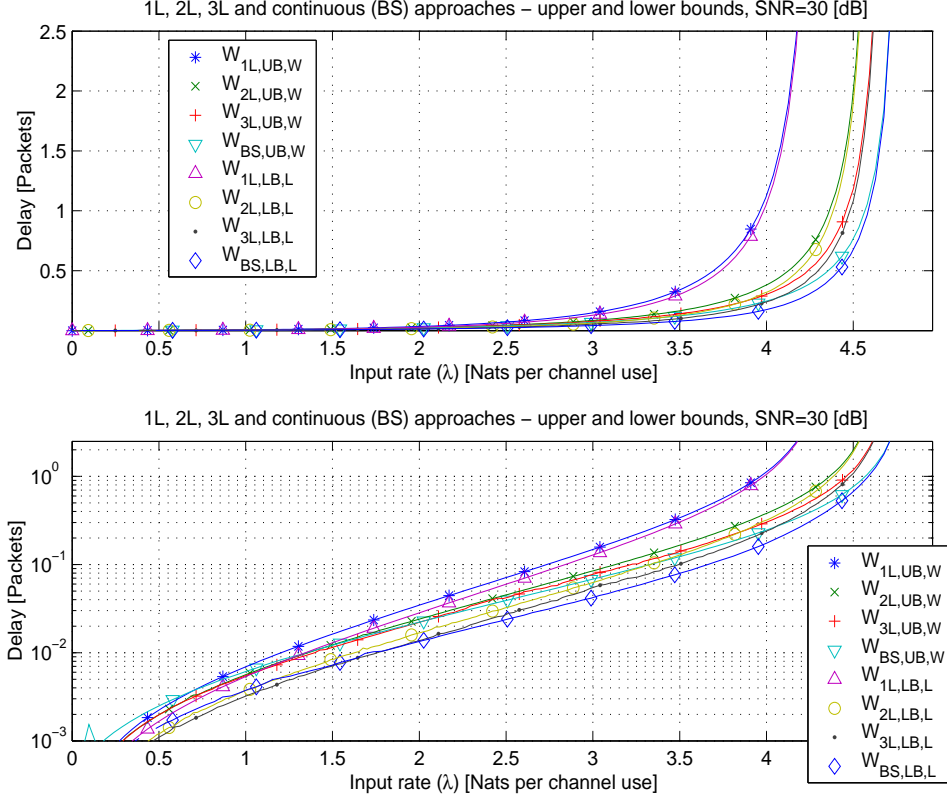 1L, 2L, 3L and continuous (BS) approaches – upper and lower bounds, SNR=30 [dB]
2.5
2
1.5
1
0.5
Delay [Packets]
W1L,UB,W
W2L,UB,W
W3L,UB,W
WBS,UB,W
W1L,LB,L
W2L,LB,L
W3L,LB,L
WBS,LB,L
0 0.5 1 1.5 2 2.5 3 3.5 4 4.5
Input rate (λ) [Nats per channel use]
1L, 2L, 3L and continuous (BS) approaches – upper and lower bounds, SNR=30 [dB]
10^0
10^-1
10^-2
10^-3
Delay [Packets]
W1L,UB,W
W2L,UB,W
W3L,UB,W
WBS,UB,W
W1L,LB,L
W2L,LB,L
W3L,LB,L
WBS,LB,L
0 0.5 1 1.5 2 2.5 3 3.5 4
Input rate (λ) [Nats per channel use]